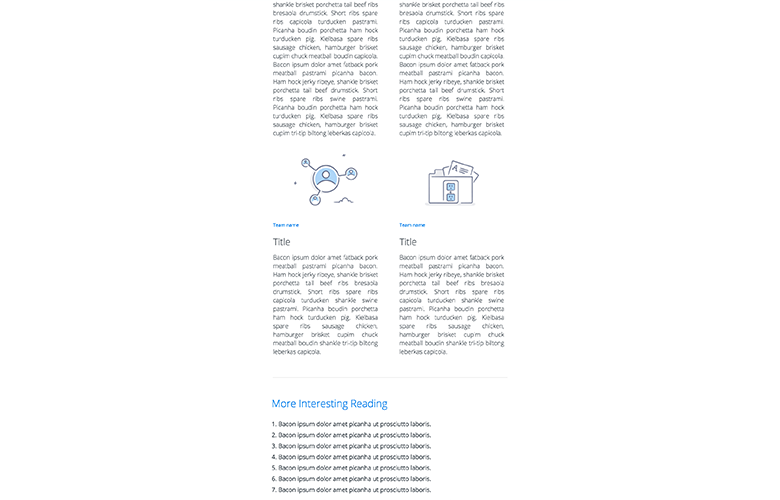 shankle brisket porchetta tail beef ribs
bresaola drumstick. Short ribs spare
ribs capicola turducken pastrami.
Picanha boudin porchetta ham hock
turducken pig. Kielbasa spare ribs
sausage chicken, hamburger brisket
cupim chuck meatball boudin capicola.
Bacon ipsum dolor amet fatback pork
meatball pastrami picanha bacon.
Ham hock jerky ribeye, shankle brisket
porchetta tail beef drumstick. Short
ribs spare ribs swine pastrami.
Picanha boudin porchetta ham hock
turducken pig. Kielbasa spare ribs
sausage chicken, hamburger brisket
cupim tri-tip biltong leberkas capicola.
shankle brisket porchetta tail beef ribs
bresaola drumstick. Short ribs spare
ribs capicola turducken pastrami.
Picanha boudin porchetta ham hock
turducken pig. Kielbasa spare ribs
sausage chicken, hamburger brisket
cupim chuck meatball boudin capicola
Bacon ipsum dolor amet fatback pork
meatball pastrami picanha bacon.
Ham hock jerky ribeye, shankle brisket
porchetta tail beef drumstick. Short
ribs spare ribs swine pastrami.
Picanha boudin porchetta ham hock
turducken pig. Kielbasa spare ribs
sausage chicken, hamburger brisket
cupim tri-tip biltong leberkas capicola.
A
Team name
Title
Bacon ipsum dolor amet fatback pork
meatball pastrami picanha bacon.
Ham hock jerky ribeye, shankle brisket
porchetta tail beef ribs bresaola
drumstick. Short ribs spare ribs
capicola turducken shankle swine
pastrami. Picanha boudin porchetta
ham hock turducken pig. Kielbasa
spare ribs sausage chicken,
hamburger brisket cupim chuck
meatball boudin shankle tri-tip biltong
leberkas capicola.
Team name
Title
Bacon ipsum dolor amet fatback pork
meatball pastrami picanha bacon.
Ham hock jerky ribeye, shankle brisket
porchetta tail beef ribs bresaola
drumstick. Short ribs spare ribs
capicola turducken shankle swine
pastrami. Picanha boudin porchetta
ham hock turducken pig. Kielbasa
spare ribs sausage chicken,
hamburger brisket cupim chuck
meatball boudin shankle tri-tip biltong
leberkas capicola.
More Interesting Reading
1. Bacon ipsum dolor amet picanha ut prosciutto laboris.
2. Bacon ipsum dolor amet picanha ut prosciutto laboris.
3. Bacon ipsum dolor amet picanha ut prosciutto laboris.
4. Bacon ipsum dolor amet picanha ut prosciutto laboris.
5. Bacon ipsum dolor amet picanha ut prosciutto laboris.
6. Bacon ipsum dolor amet picanha ut prosciutto laboris.
7. Bacon ipsum dolor amet picanha ut prosciutto laboris.